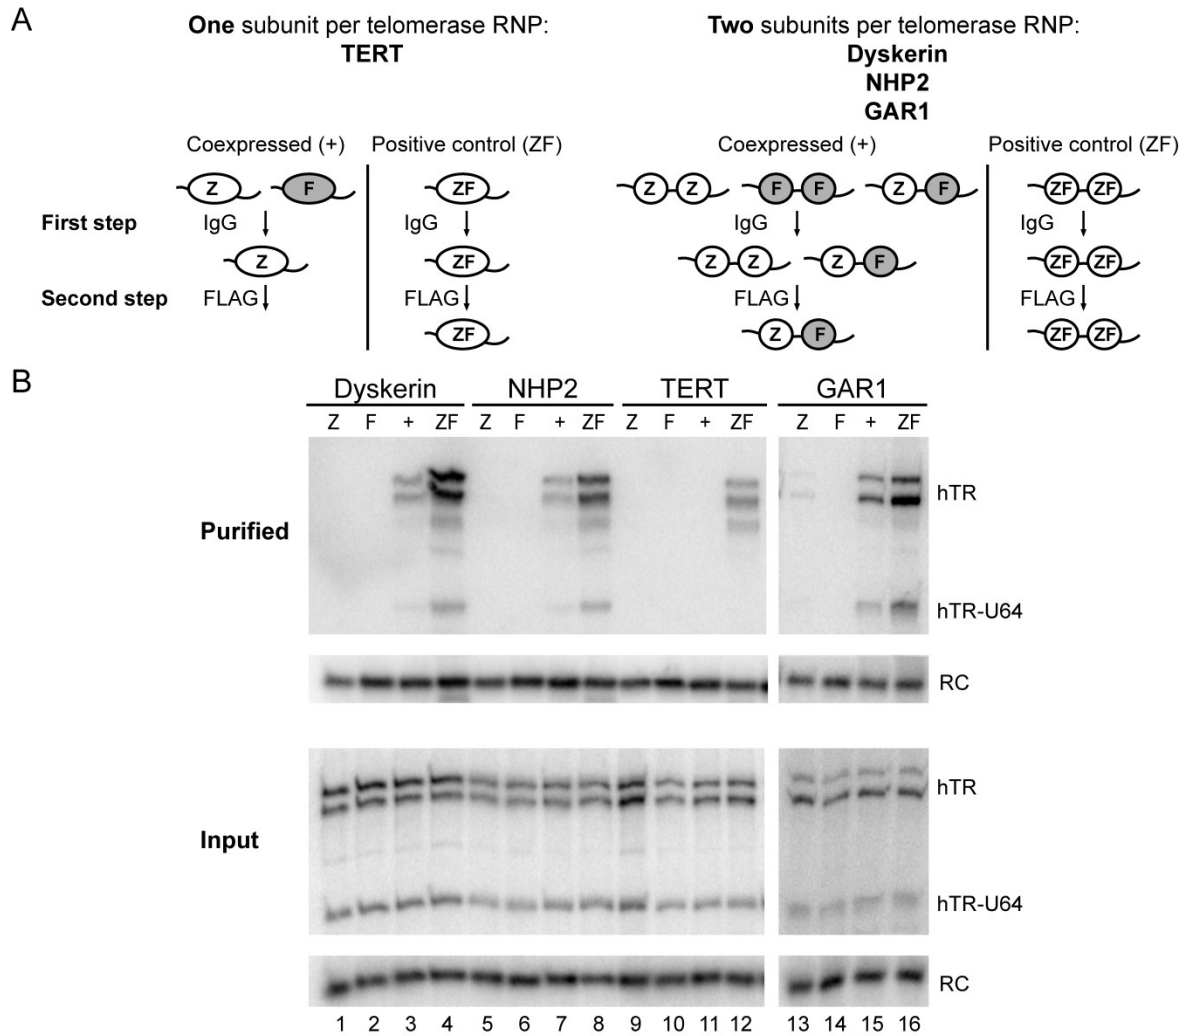 A
One subunit per telomerase RNP:
TERT
Two subunits per telomerase RNP:
Dyskerin
NHP2
GAR1
Coexpressed (+)
Positive control (ZF)
Coexpressed (+)
Positive control (ZF)
Z F ZF Z Z F F Z F ZF ZF
First step IgG IgG IgG IgG
Z ZF Z Z Z F ZF ZF
Second step FLAG FLAG FLAG FLAG
ZF Z F ZF ZF
B
Dyskerin NHP2 TERT GAR1
Z F + ZF Z F + ZF Z F + ZF Z F + ZF
hTR
Purified
hTR-U64
RC
hTR
Input
hTR-U64
RC
1 2 3 4 5 6 7 8 9 10 11 12 13 14 15 16